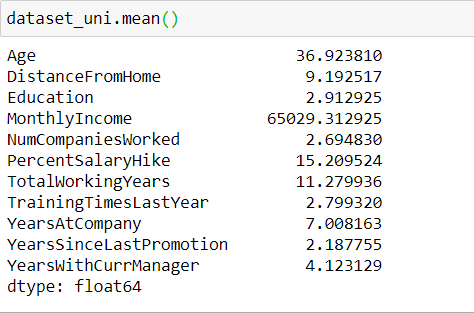 dataset_uni.mean()
Age 36.923810
DistanceFromHome 9.192517
Education 2.912925
MonthlyIncome 65029.312925
NumCompaniesWorked 2.694830
PercentSalaryHike 15.209524
TotalWorkingYears 11.279936
TrainingTimesLastYear 2.799320
YearsAtCompany 7.008163
YearsSinceLastPromotion 2.187755
YearsWithCurrManager 4.123129
dtype: float64